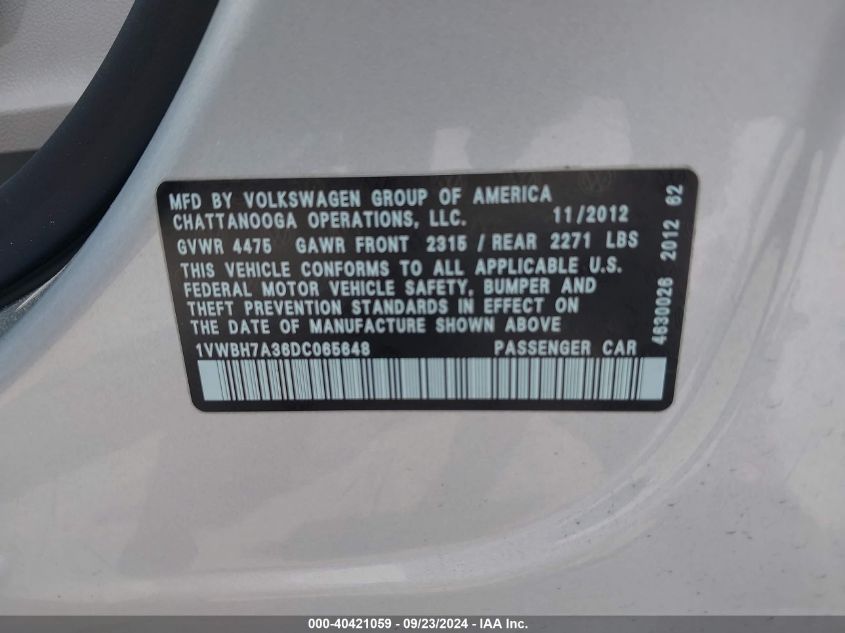 MFD BY VOLKSWAGEN GROUP OF AMERICA
CHATTANOOGA OPERATIONS, LLC. 11/2012
GVWR 4475 GAWR FRONT 2315 / REAR 2271 LBS
THIS VEHICLE CONFORMS TO ALL APPLICABLE U.S.
FEDERAL MOTOR VEHICLE SAFETY, BUMPER AND
THEFT PREVENTION STANDARDS IN EFFECT ON
THE DATE OF MANUFACTURE SHOWN ABOVE
1VWBH7A36DC065648 PASSENGER CAR
4630026 2012 62
000-40421059 - 09/23/2024 - IAA Inc.